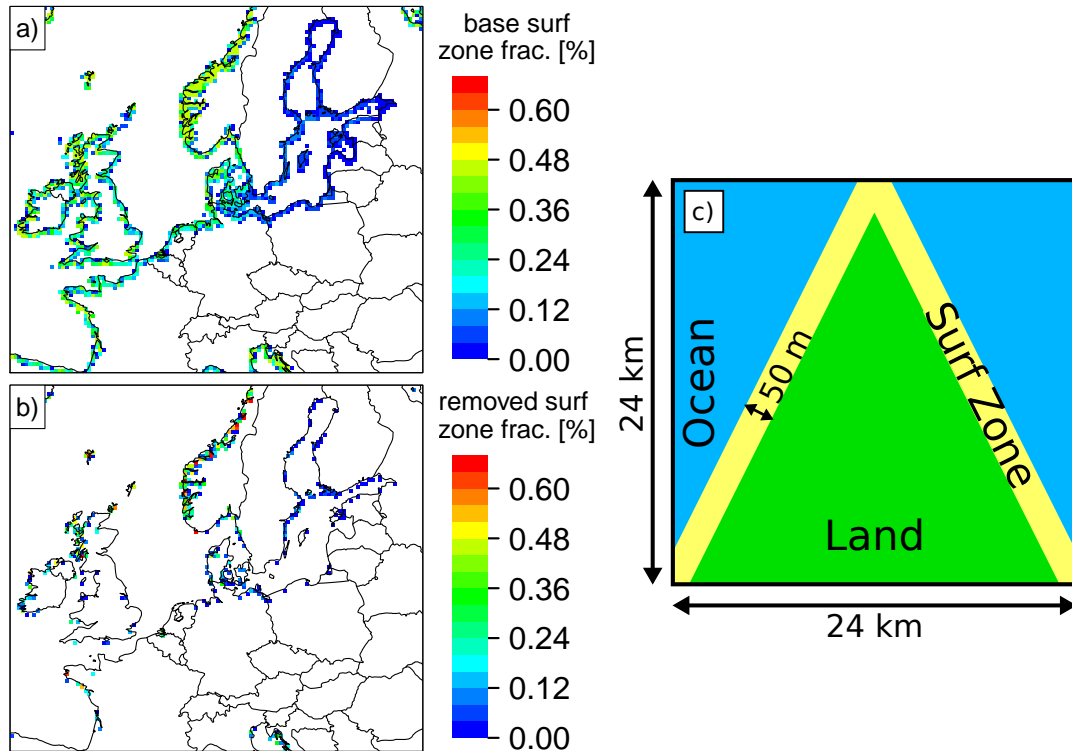 a)
base surf
zone frac. [%]
0.60
0.48
0.36
0.24
0.12
0.00
b)
removed surf
zone frac. [%]
0.60
0.48
0.36
0.24
0.12
0.00
c)
24 km
Ocean
50 m
Surf Zone
Land
24 km